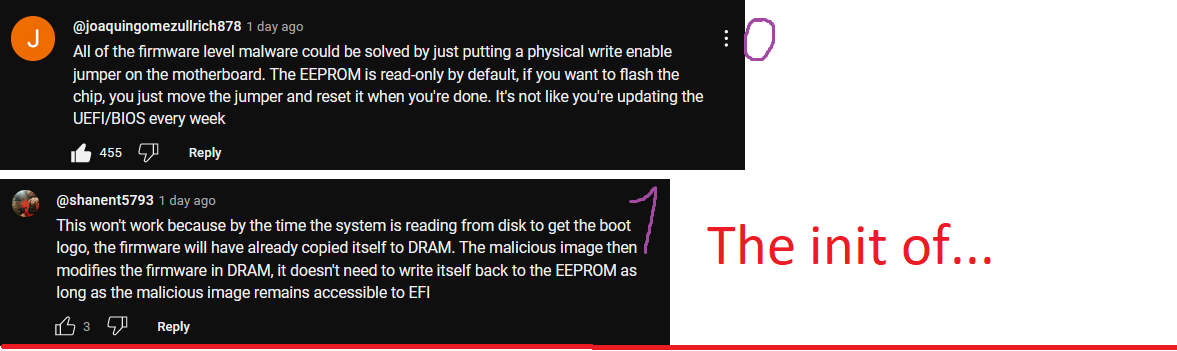 @joaquingomezullrich878 1 day ago
All of the firmware level malware could be solved by just putting a physical write enable
jumper on the motherboard. The EEPROM is read-only by default, if you want to flash the
chip, you just move the jumper and reset it when you're done. It's not like you're updating the
UEFI/BIOS every week
455 Reply
0
J
@shanent5793 1 day ago
This won't work because by the time the system is reading from disk to get the boot
logo, the firmware will have already copied itself to DRAM. The malicious image then
modifies the firmware in DRAM, it doesn't need to write itself back to the EEPROM as
long as the malicious image remains accessible to EFI
3 Reply
1
The init of...